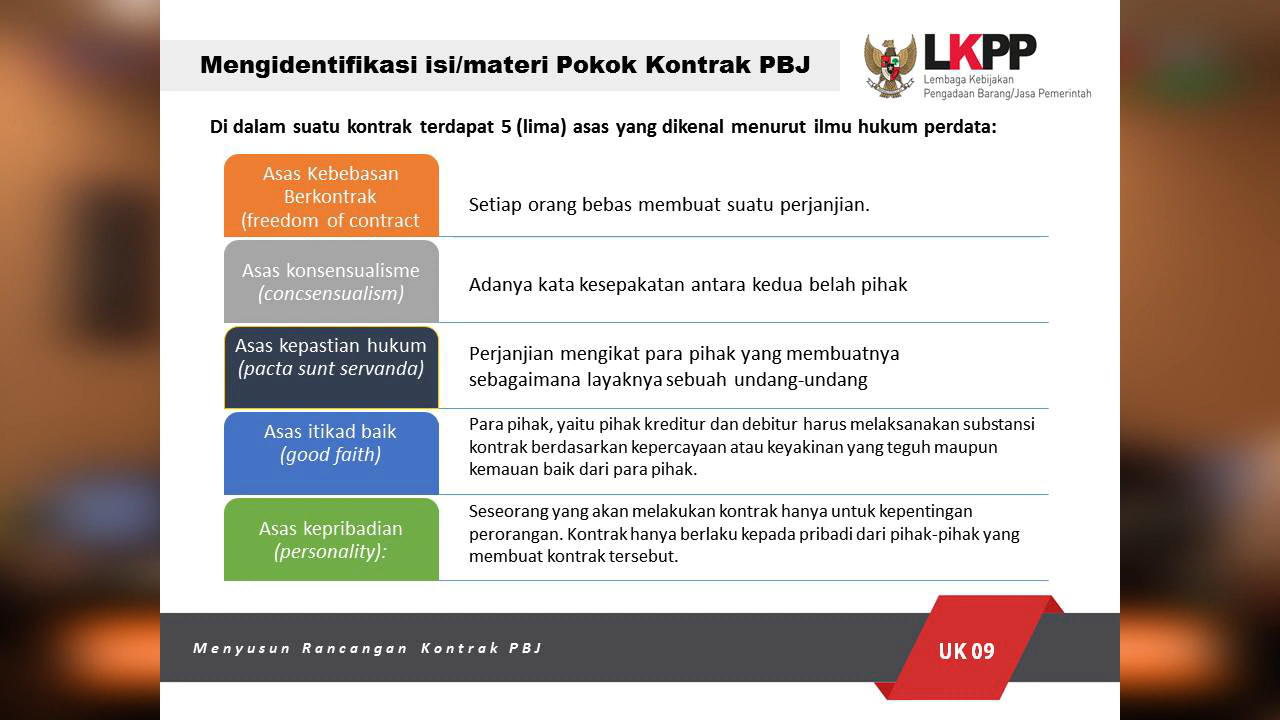 Mengidentifikasi isi/materi Pokok Kontrak PBJ
LKPP
Lembaga Kebijakan
Pengadaan Barang/Jasa Pemerintah
Di dalam suatu kontrak terdapat 5 (lima) asas yang dikenal menurut ilmu hukum perdata:
Asas Kebebasan
Berkontrak
(freedom of contract
Setiap orang bebas membuat suatu perjanjian.
Asas konsensualisme
(concsensualism)
Adanya kata kesepakatan antara kedua belah pihak
Asas kepastian hukum
(pacta sunt servanda)
Perjanjian mengikat para pihak yang membuatnya
sebagaimana layaknya sebuah undang-undang
Asas itikad baik
(good faith)
Para pihak, yaitu pihak kreditur dan debitur harus melaksanakan substansi
kontrak berdasarkan kepercayaan atau keyakinan yang teguh maupun
kemauan baik dari para pihak.
Asas kepribadian
(personality):
Seseorang yang akan melakukan kontrak hanya untuk kepentingan
perorangan. Kontrak hanya berlaku kepada pribadi dari pihak-pihak yang
membuat kontrak tersebut.
Menyusun Rancangan Kontrak PBJ
UK 09